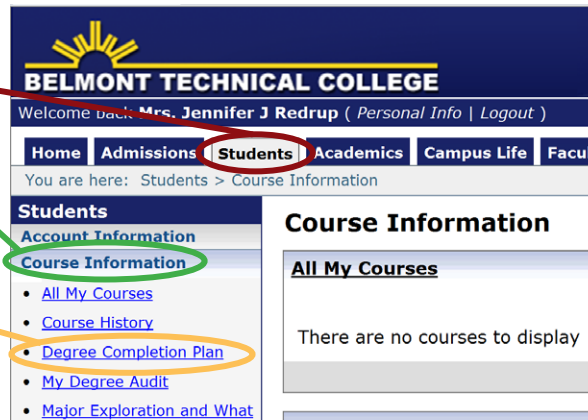 BELMONT TECHNICAL COLLEGE
Welcome back Mrs. Jennifer J Redrup ( Personal Info | Logout )
Home Admissions Students Academics Campus Life
You are here: Students > Course Information
Students
Account Information
Course Information
• All My Courses
• Course History
• Degree Completion Plan
• My Degree Audit
• Major Exploration and What
Course Information
All My Courses
There are no courses to display